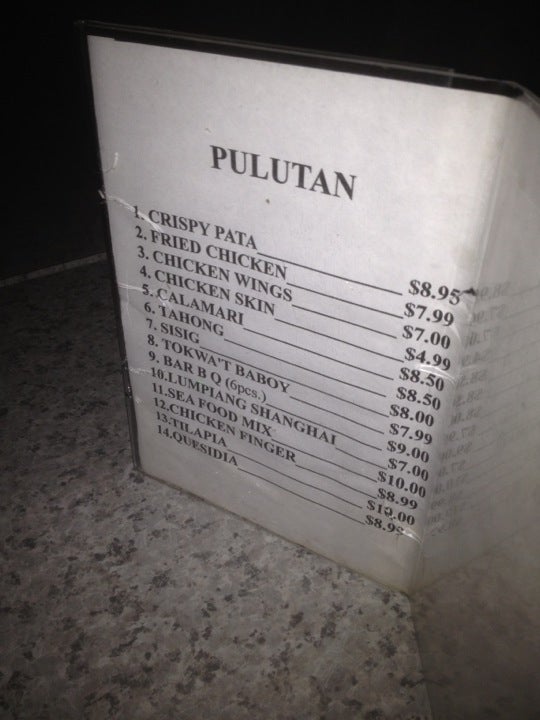 PULUTAN
1. CRISPY PATA $8.95
2. FRIED CHICKEN $7.99
3. CHICKEN WINGS $7.00
4. CHICKEN SKIN $4.99
5. CALAMARI $8.50
6. TAHONG $8.50
7. SISIG $8.00
8. TOKWA'T BABOY $7.99
9. BAR B Q (6pcs.) $9.00
10.LUMPIANG SHANGHAI $7.00
11.SEA FOOD MIX $10.00
12.CHICKEN FINGER $8.99
13.TILAPIA
14.QUESIDIA $8.99